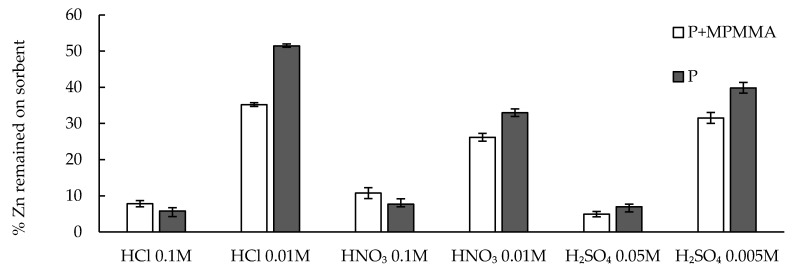 % Zn remained on sorbent
60
50
40
30
20
10
0
P+MPMMA
P
HCl 0.1M
HCl 0.01M
HNO₃ 0.1M
HNO₃ 0.01M
H₂SO₄ 0.05M
H₂SO₄ 0.005M